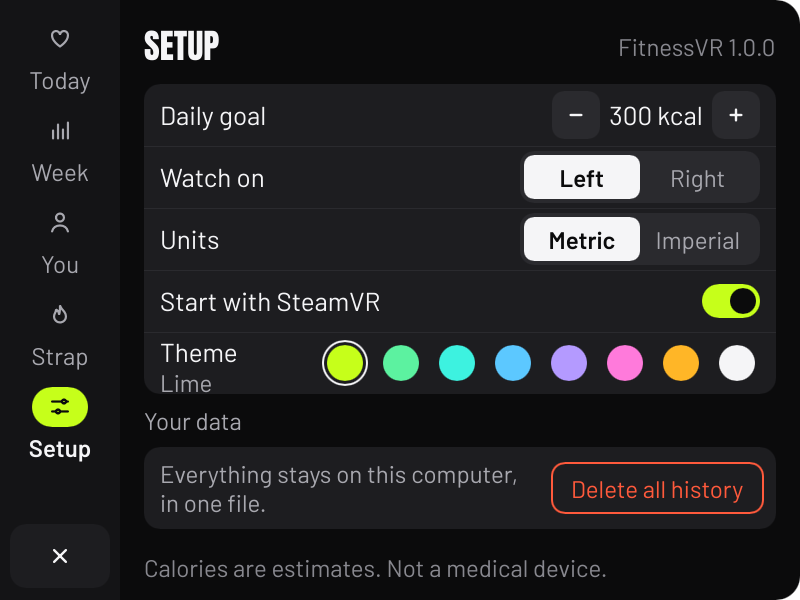 SETUP
FitnessVR 1.0.0
Today
Week
You
Strap
Setup
Daily goal
− 300 kcal +
Watch on
Left
Right
Units
Metric
Imperial
Start with SteamVR
Theme
Lime
Your data
Everything stays on this computer,
in one file.
Delete all history
Calories are estimates. Not a medical device.